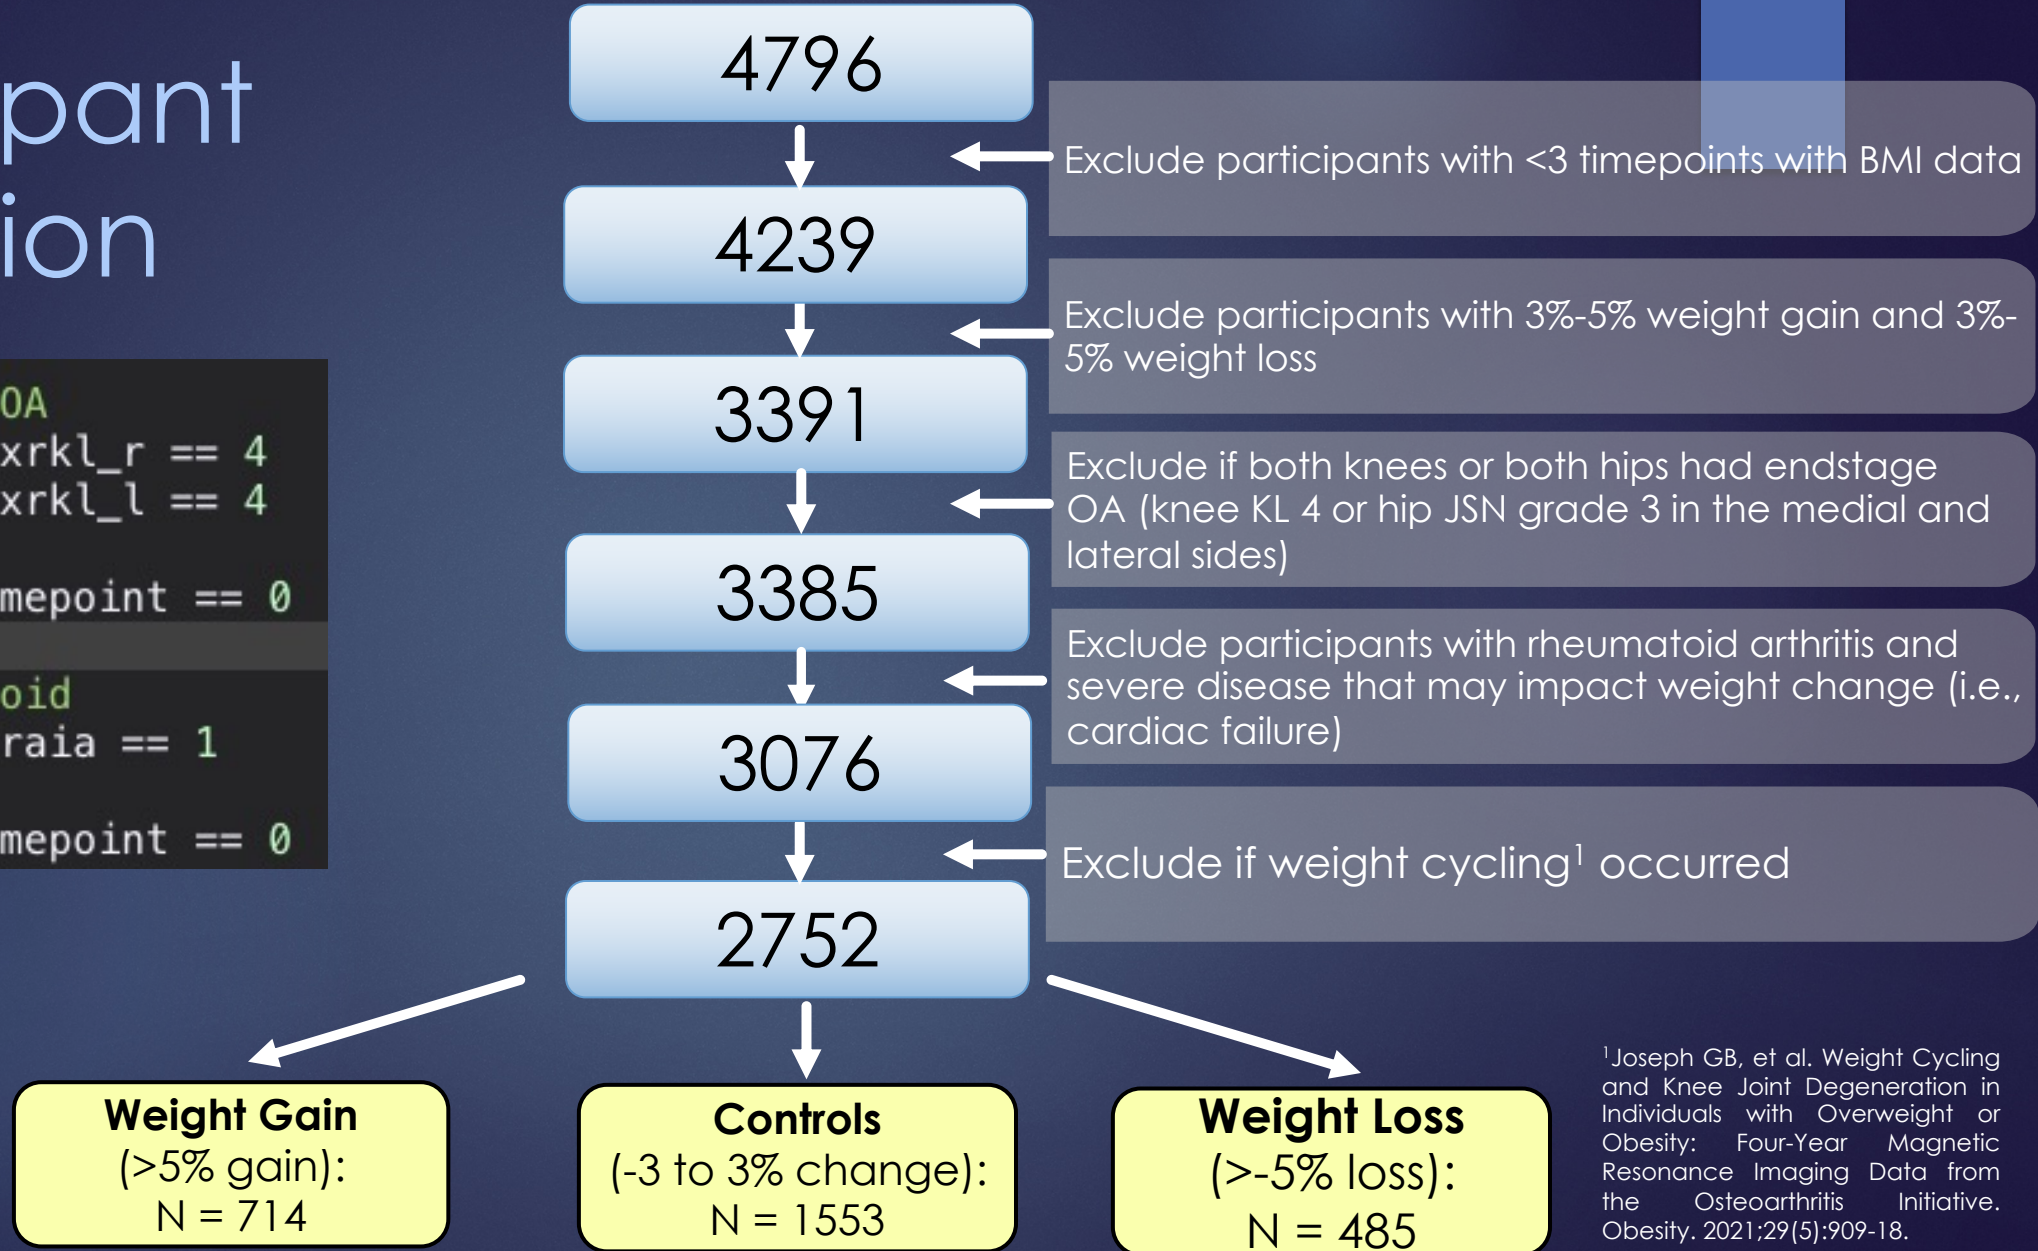 pant
ion
OA
xrkl_r == 4
xrkl_l == 4
mepoint == 0
oid
raia == 1
mepoint == 0
4796
Exclude participants with <3 timepoints with BMI data
4239
Exclude participants with 3%-5% weight gain and 3%-
5% weight loss
3391
Exclude if both knees or both hips had endstage
OA (knee KL 4 or hip JSN grade 3 in the medial and
lateral sides)
3385
Exclude participants with rheumatoid arthritis and
severe disease that may impact weight change (i.e.,
cardiac failure)
3076
Exclude if weight cycling¹ occurred
2752
Weight Gain
(>5% gain):
N = 714
Controls
(-3 to 3% change):
N = 1553
Weight Loss
(>-5% loss):
N = 485
¹Joseph GB, et al. Weight Cycling
and Knee Joint Degeneration in
Individuals with Overweight or
Obesity: Four-Year Magnetic
Resonance Imaging Data from
the Osteoarthritis Initiative.
Obesity. 2021;29(5):909-18.